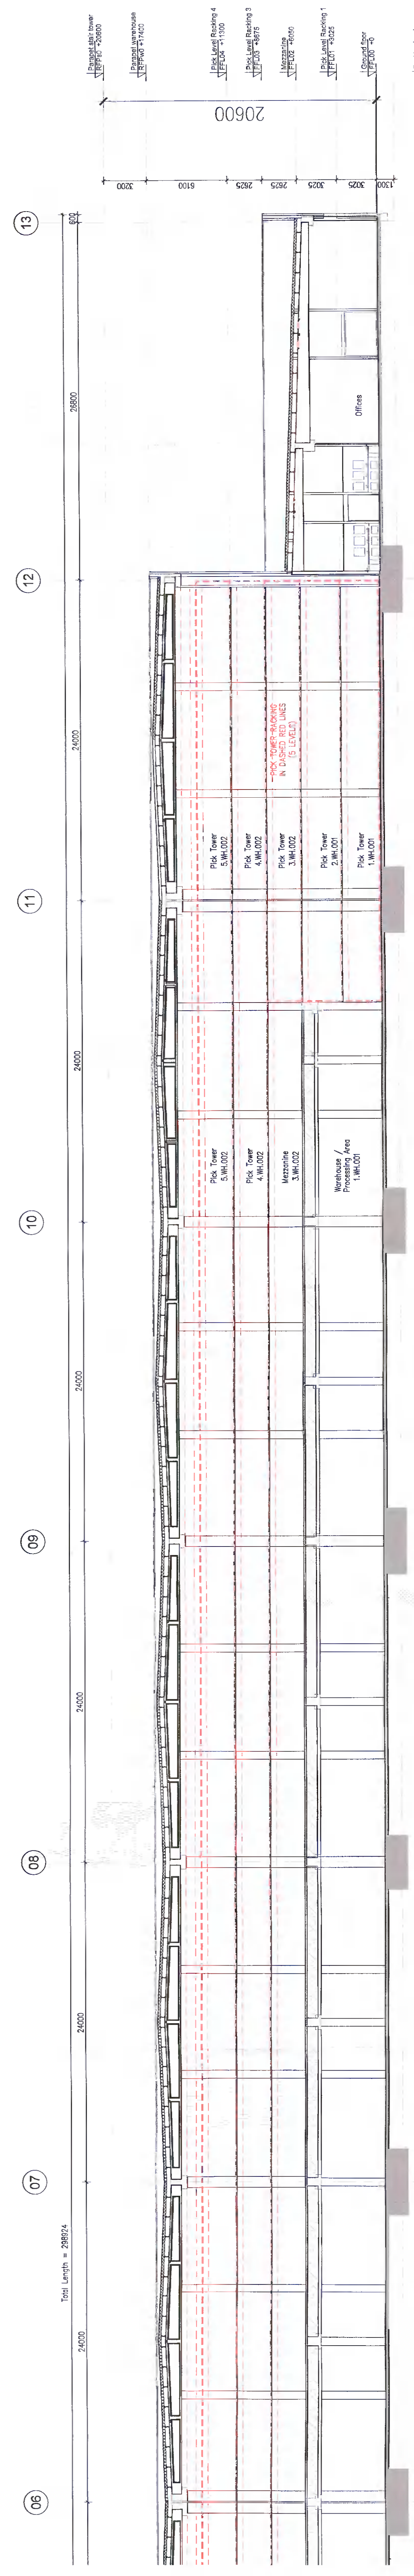 Total Length = 298924
06
07
08
09
10
11
12
13
24000
24000
24000
24000
24000
24000
26800
600
Parapet stair tower
+20600
Parapet warehouse
+17400
Pick Level Racking 4
FFL04 +11300
Pick Level Racking 3
FFL03 +8675
Mezzanine
FFL02 +6050
Pick Level Racking 1
FFL01 +3025
Ground floor
FFL00 +0
20600
3200
6100
2625
2625
3025
3025
1300
Pick Tower
5.WH.002
Pick Tower
4.WH.002
Mezzanine
3.WH.002
Warehouse /
Processing Area
1.WH.001
Pick Tower
5.WH.002
Pick Tower
4.WH.002
Pick Tower
3.WH.002
Pick Tower
2.WH.001
Pick Tower
1.WH.001
PICK TOWER RACKING
IN DASHED RED LINES
(5 LEVELS)
Offices